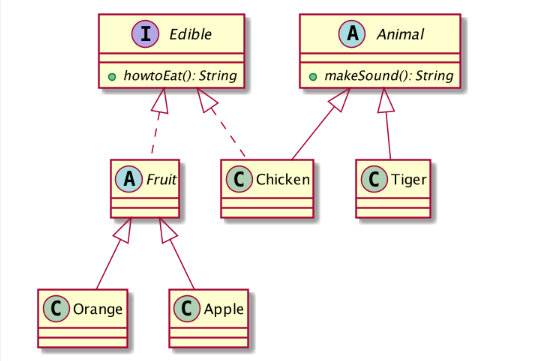 I Edible
A Animal
howtoEat(): String
makeSound(): String
A Fruit
C Chicken
C Tiger
C Orange
C Apple